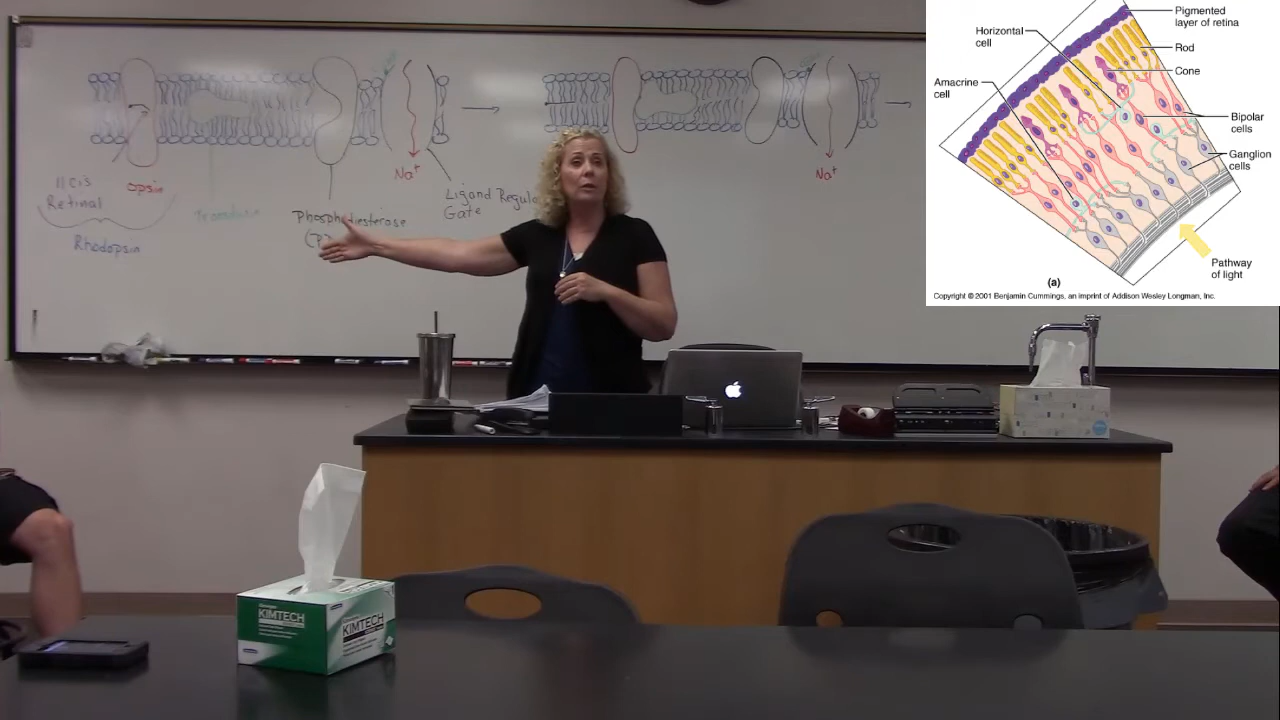 11 Cis
Retinal
opsin
Rhodopsin
Transducin
Phosphodiesterose
Na+
Ligand
Gate
Na+
Pigmented
layer of retina
Horizontal
cell
Rod
Cone
Amacrine
cell
Bipolar
cells
Ganglion
cells
Pathway
of light
(a)
Copyright © 2001 Benjamin Cummings, an imprint of Addison Wesley Longman, Inc.
KIMTECH
KIMTECH